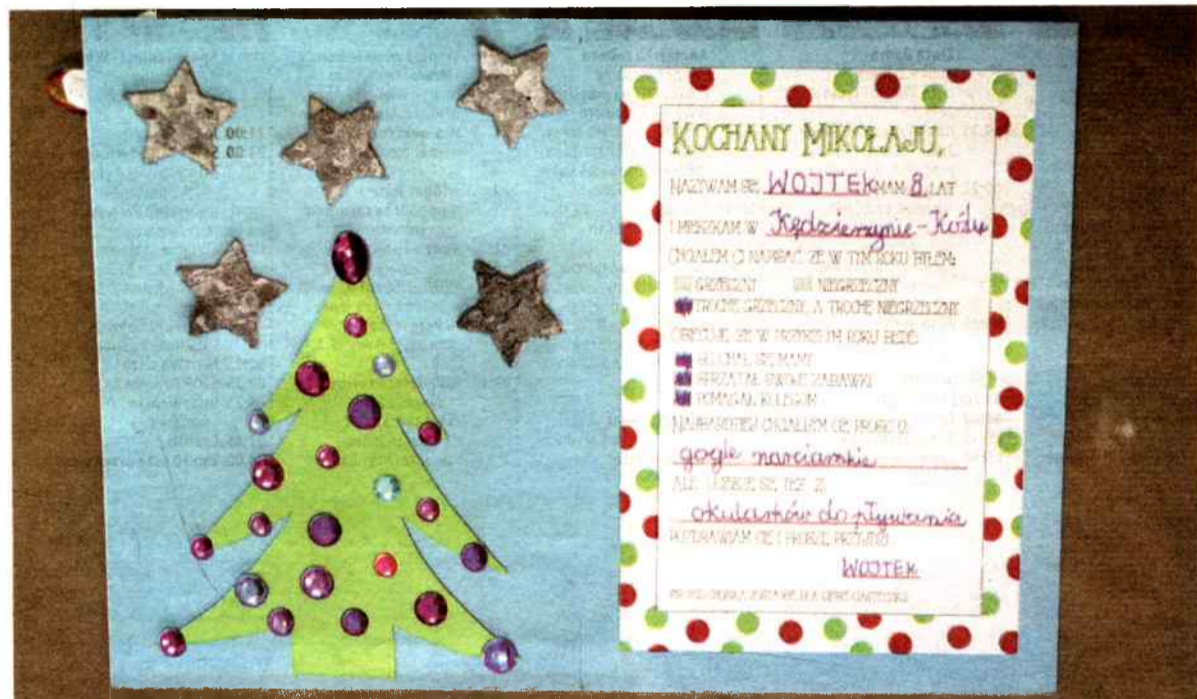 KOCHANY MIKOŁAJU,
NAZYWAM SIĘ WOJTEK MAM 8 LAT
I MIESZKAM W Kędzierzynie-Koźlu
CHCIAŁEM CI NAPISAĆ, ŻE W TYM ROKU BYŁEM:
GRZECZNY NIEGRZECZNY
TROCHĘ GRZECZNY, A TROCHĘ NIEGRZECZNY
OBIECUJĘ, ŻE W PRZYSZŁYM ROKU BĘDĘ:
SŁUCHAŁ SIĘ MAMY
SPRZĄTAŁ SWOJE ZABAWKI
POMAGAŁ KOLEGOM
NAJBARDZIEJ CHCIAŁBYM CIĘ PROSIĆ O:
gogle narciarskie
ALE UCIESZĘ SIĘ TEŻ Z:
okularków do pływania
POZDRAWIAM CIĘ I PROSZĘ, PRZYJDŹ!
WOJTEK